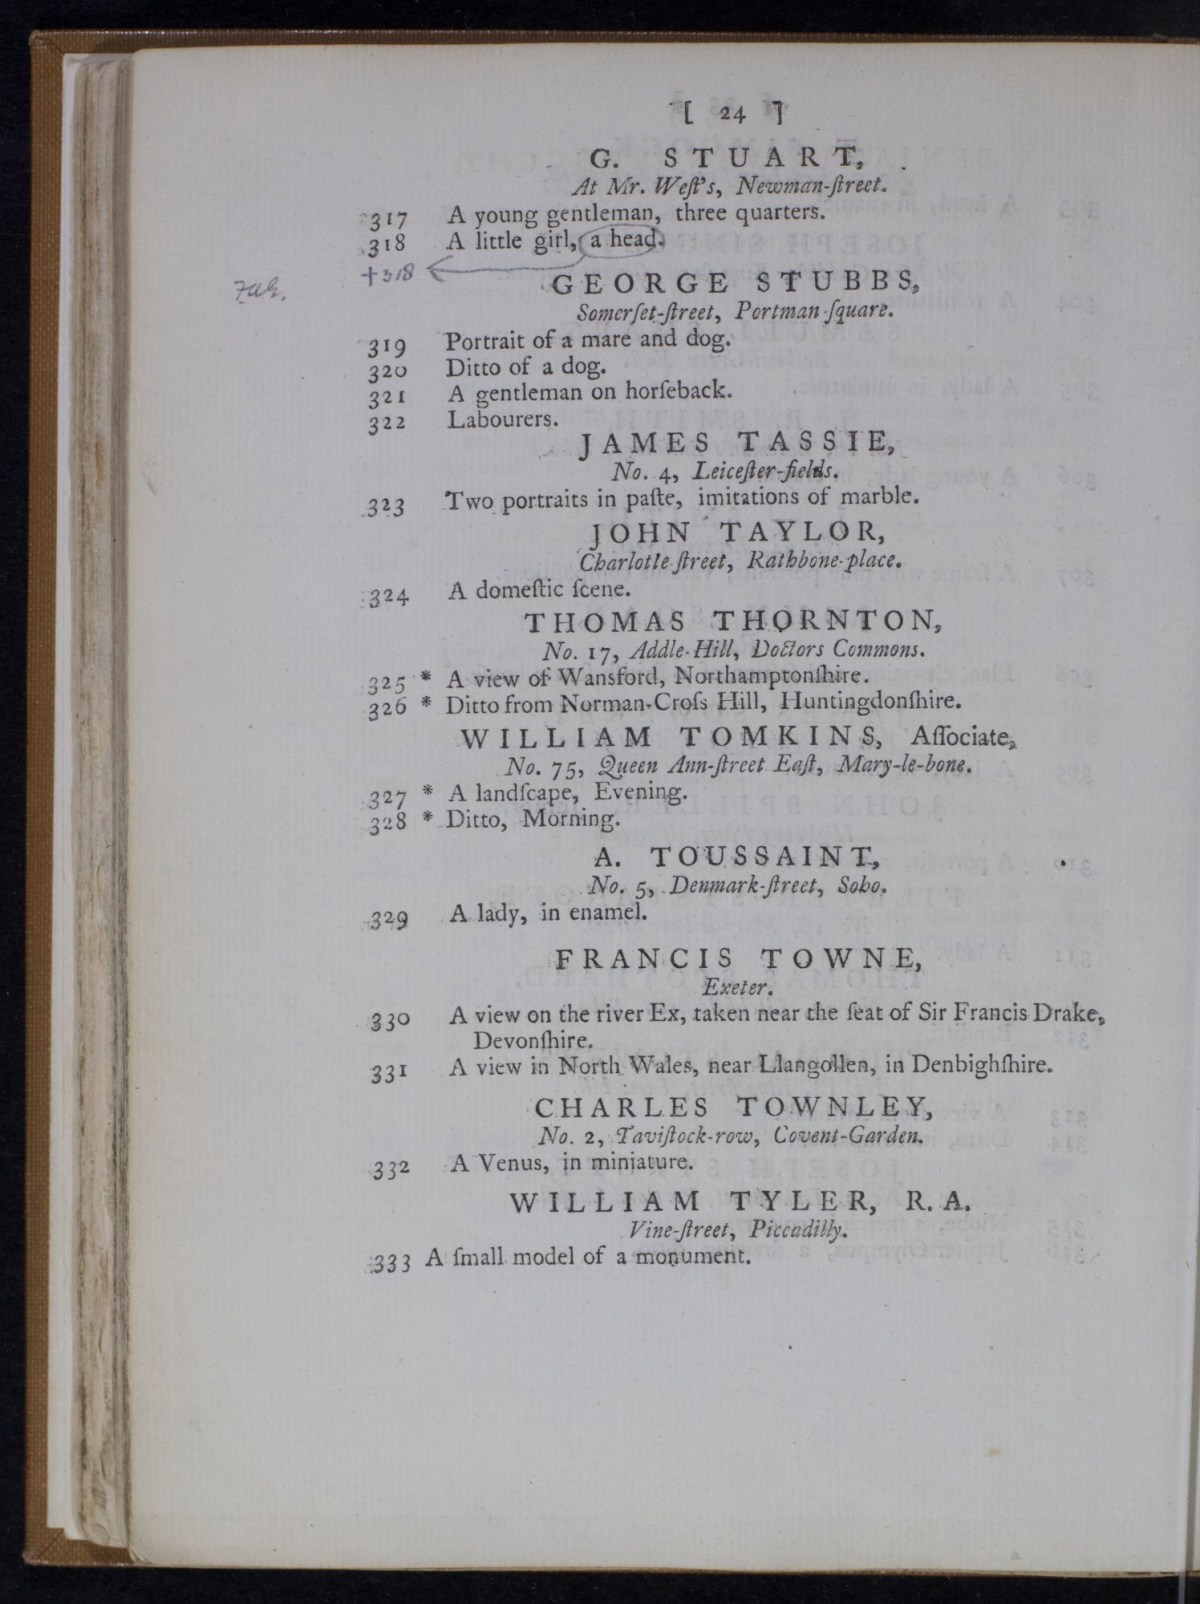 [ 24 ]
G. STUART,
At Mr. Weſt's, Newman-ſtreet.
317 A young gentleman, three quarters.
318 A little girl, a head.
+318
GEORGE STUBBS,
Somerſet-ſtreet, Portman-ſquare.
319 Portrait of a mare and dog.
320 Ditto of a dog.
321 A gentleman on horſeback.
322 Labourers.
JAMES TASSIE,
No. 4, Leiceſter-fields.
323 Two portraits in paſte, imitations of marble.
JOHN TAYLOR,
Charlotte-ſtreet, Rathbone-place.
324 A domeſtic ſcene.
THOMAS THORNTON,
No. 17, Addle-Hill, Doctors Commons.
325 * A view of Wansford, Northamptonſhire.
326 * Ditto from Norman-Croſs Hill, Huntingdonſhire.
WILLIAM TOMKINS, Aſſociate,
No. 75, Queen Ann-ſtreet Eaſt, Mary-le-bone.
327 * A landſcape, Evening.
328 * Ditto, Morning.
A. TOUSSAINT,
No. 5, Denmark-ſtreet, Soho.
329 A lady, in enamel.
FRANCIS TOWNE,
Exeter.
330 A view on the river Ex, taken near the ſeat of Sir Francis Drake,
Devonſhire.
331 A view in North Wales, near Llangollen, in Denbighſhire.
CHARLES TOWNLEY,
No. 2, Taviſtock-row, Covent-Garden.
332 A Venus, in miniature.
WILLIAM TYLER, R. A.
Vine-ſtreet, Piccadilly.
333 A ſmall model of a monument.